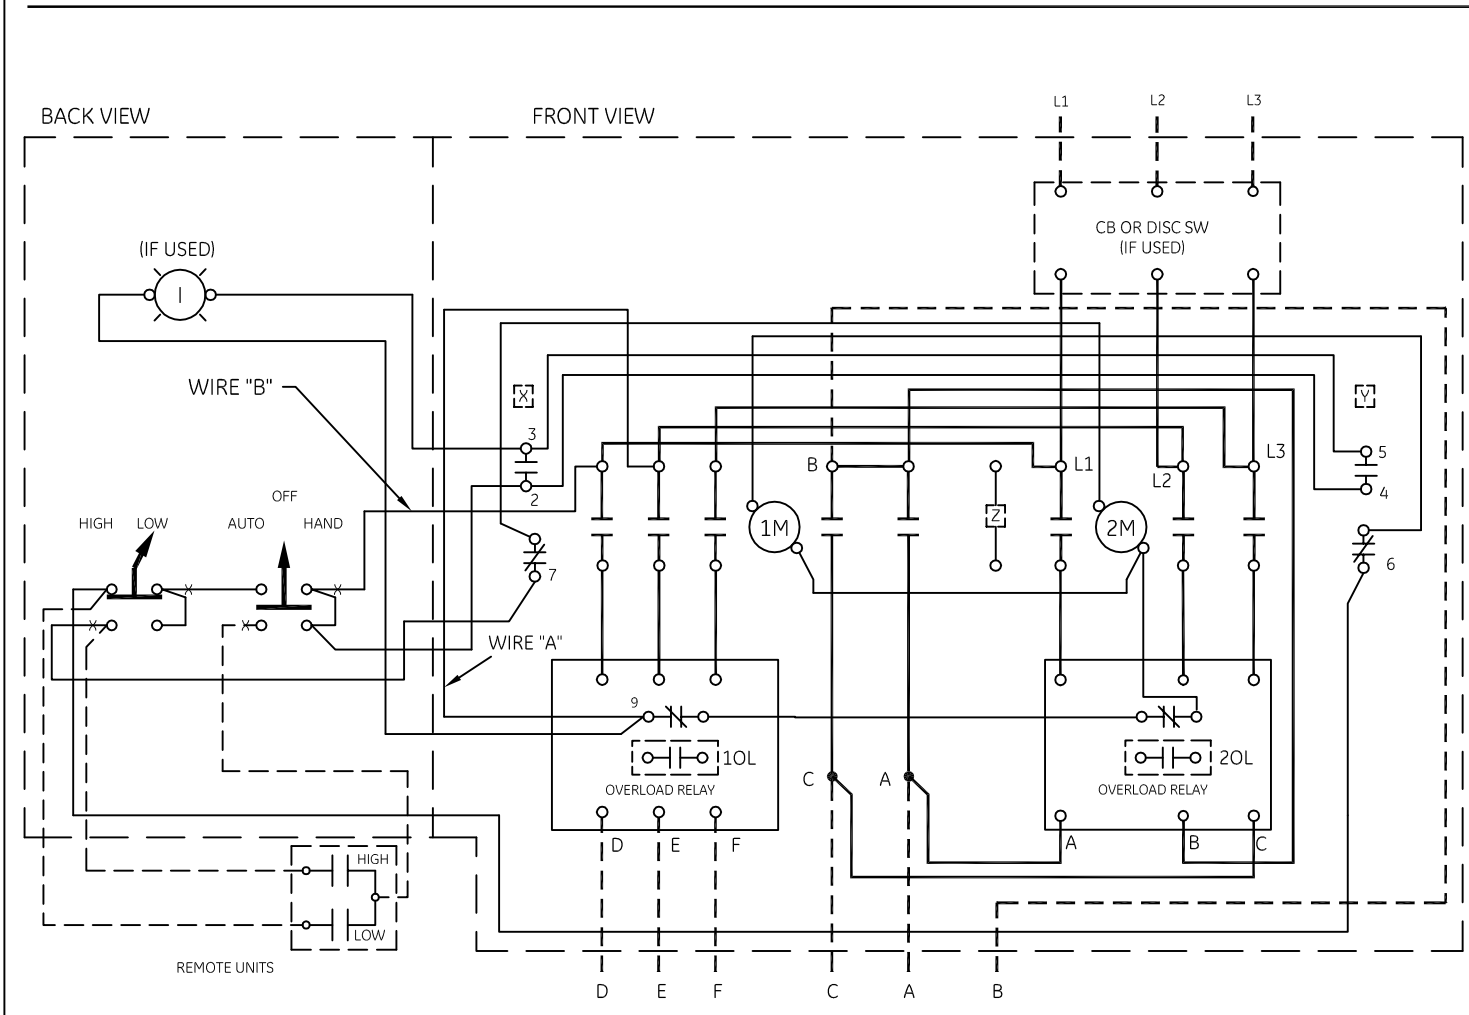 L1 L2 L3
BACK VIEW FRONT VIEW
CB OR DISC SW
(IF USED)
(IF USED)
I
WIRE "B"
X Y
3
B L1 L3
5
L2
2 4
OFF
HIGH LOW AUTO HAND
1M Z 2M
7 6
X X
X X
WIRE "A"
9
1OL 2OL
C A
OVERLOAD RELAY OVERLOAD RELAY
D E F A B C
HIGH
LOW
REMOTE UNITS
D E F C A B